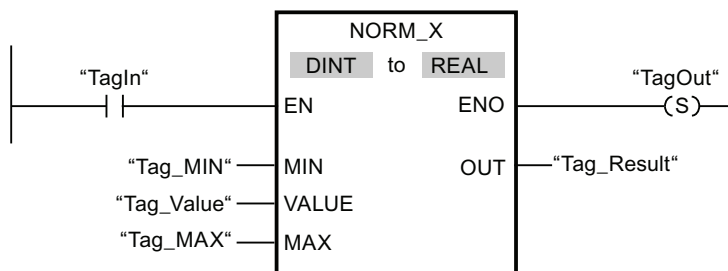 NORM_X
DINT to REAL
“TagIn“
“TagOut“
EN
ENO
(S)
“Tag_MIN“
MIN
OUT
“Tag_Result“
“Tag_Value“
VALUE
“Tag_MAX“
MAX